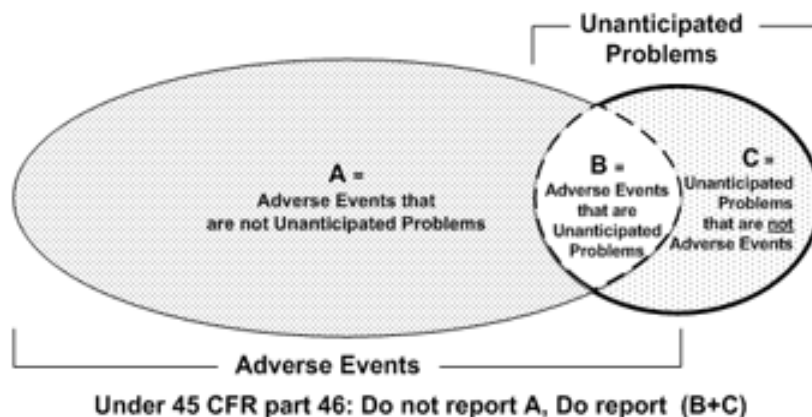 Unanticipated
Problems
A =
Adverse Events that
are not Unanticipated Problems
B =
Adverse Events
that are
Unanticipated
Problems
C =
Unanticipated
Problems
that are not
Adverse Events
Adverse Events
Under 45 CFR part 46: Do not report A, Do report (B+C)